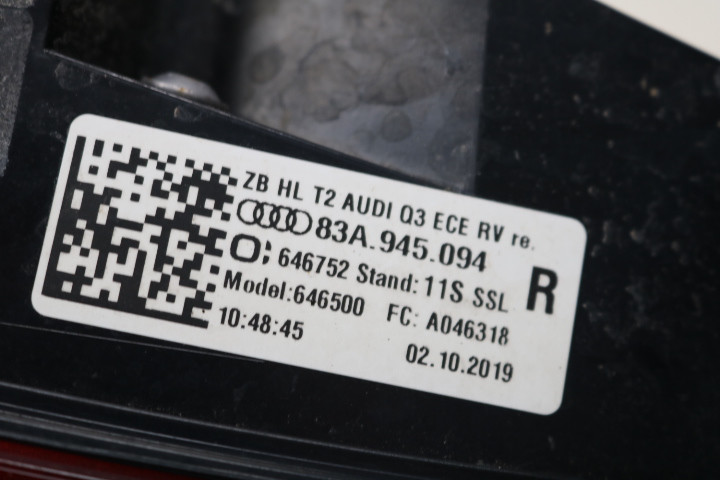 ZB HL T2 AUDI Q3 ECE RV re.
83A.945.094
646752 Stand: 11S SSL
R
Model:646500 FC: A046318
10:48:45
02.10.2019